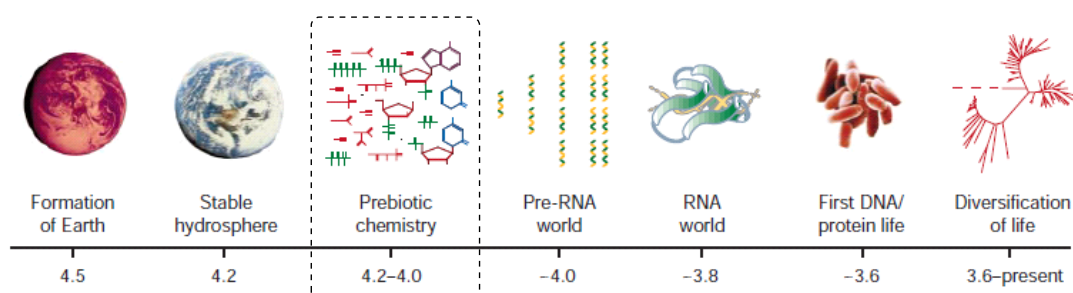 Formation
of Earth
Stable
hydrosphere
Prebiotic
chemistry
Pre-RNA
world
RNA
world
First DNA/
protein life
Diversification
of life
4.5
4.2
4.2–4.0
~4.0
~3.8
~3.6
3.6–present